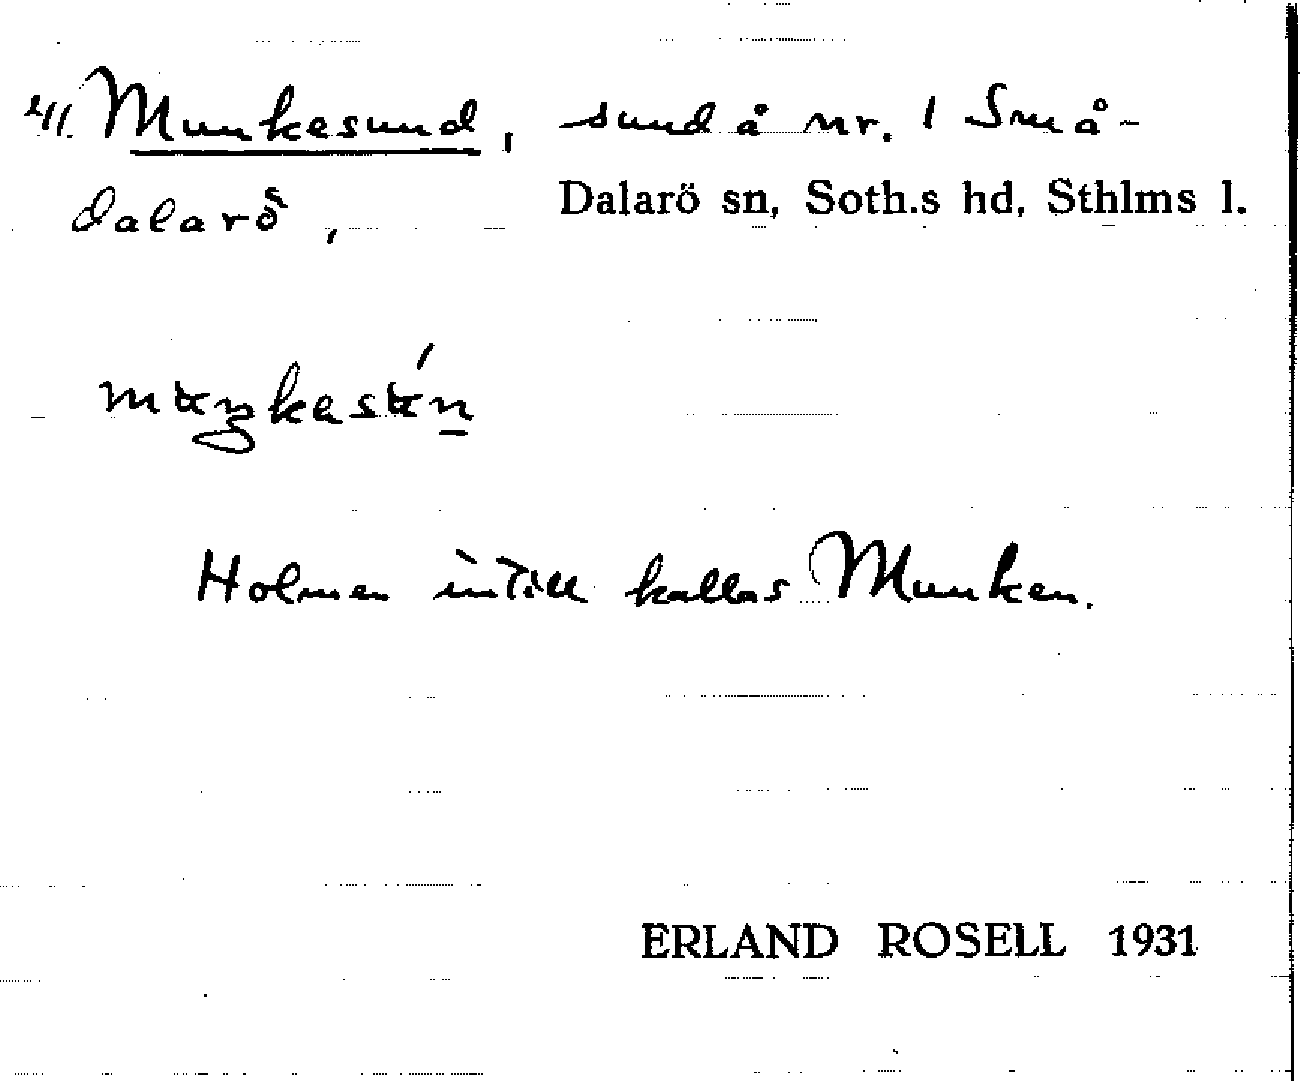 41. Munkesund, sund å nr. 1 Små-
dalarö, Dalarö sn, Soth.s hd, Sthlms l.
Holmen intill kallas Munken.
ERLAND ROSELL 1931